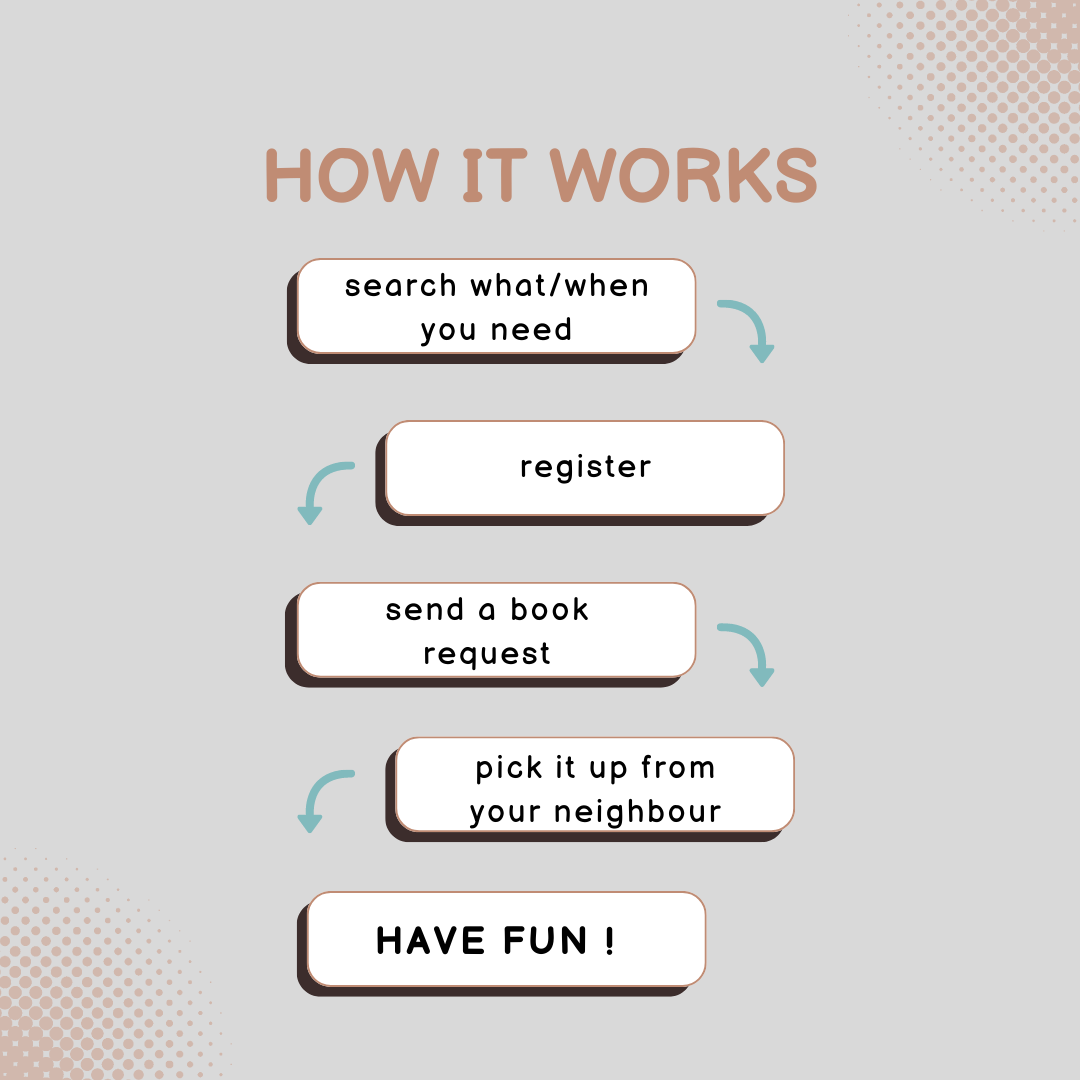 HOW IT WORKS
search what/when
you need
register
send a book
request
pick it up from
your neighbour
HAVE FUN !